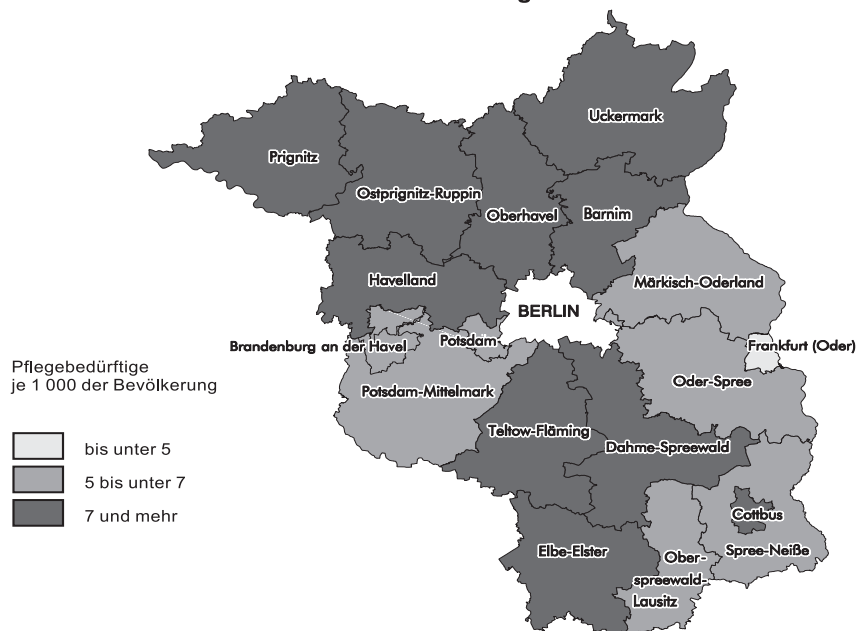 Uckermark
Prignitz
Ostprignitz-Ruppin
Oberhavel
Barnim
Havelland
Märkisch-Oderland
BERLIN
Brandenburg an der Havel
Potsdam
Frankfurt (Oder)
Pflegebedürftige
je 1 000 der Bevölkerung
Potsdam-Mittelmark
Oder-Spree
Teltow-Fläming
Dahme-Spreewald
bis unter 5
5 bis unter 7
7 und mehr
Cottbus
Elbe-Elster
Ober-
spreewald-
Lausitz
Spree-Neiße